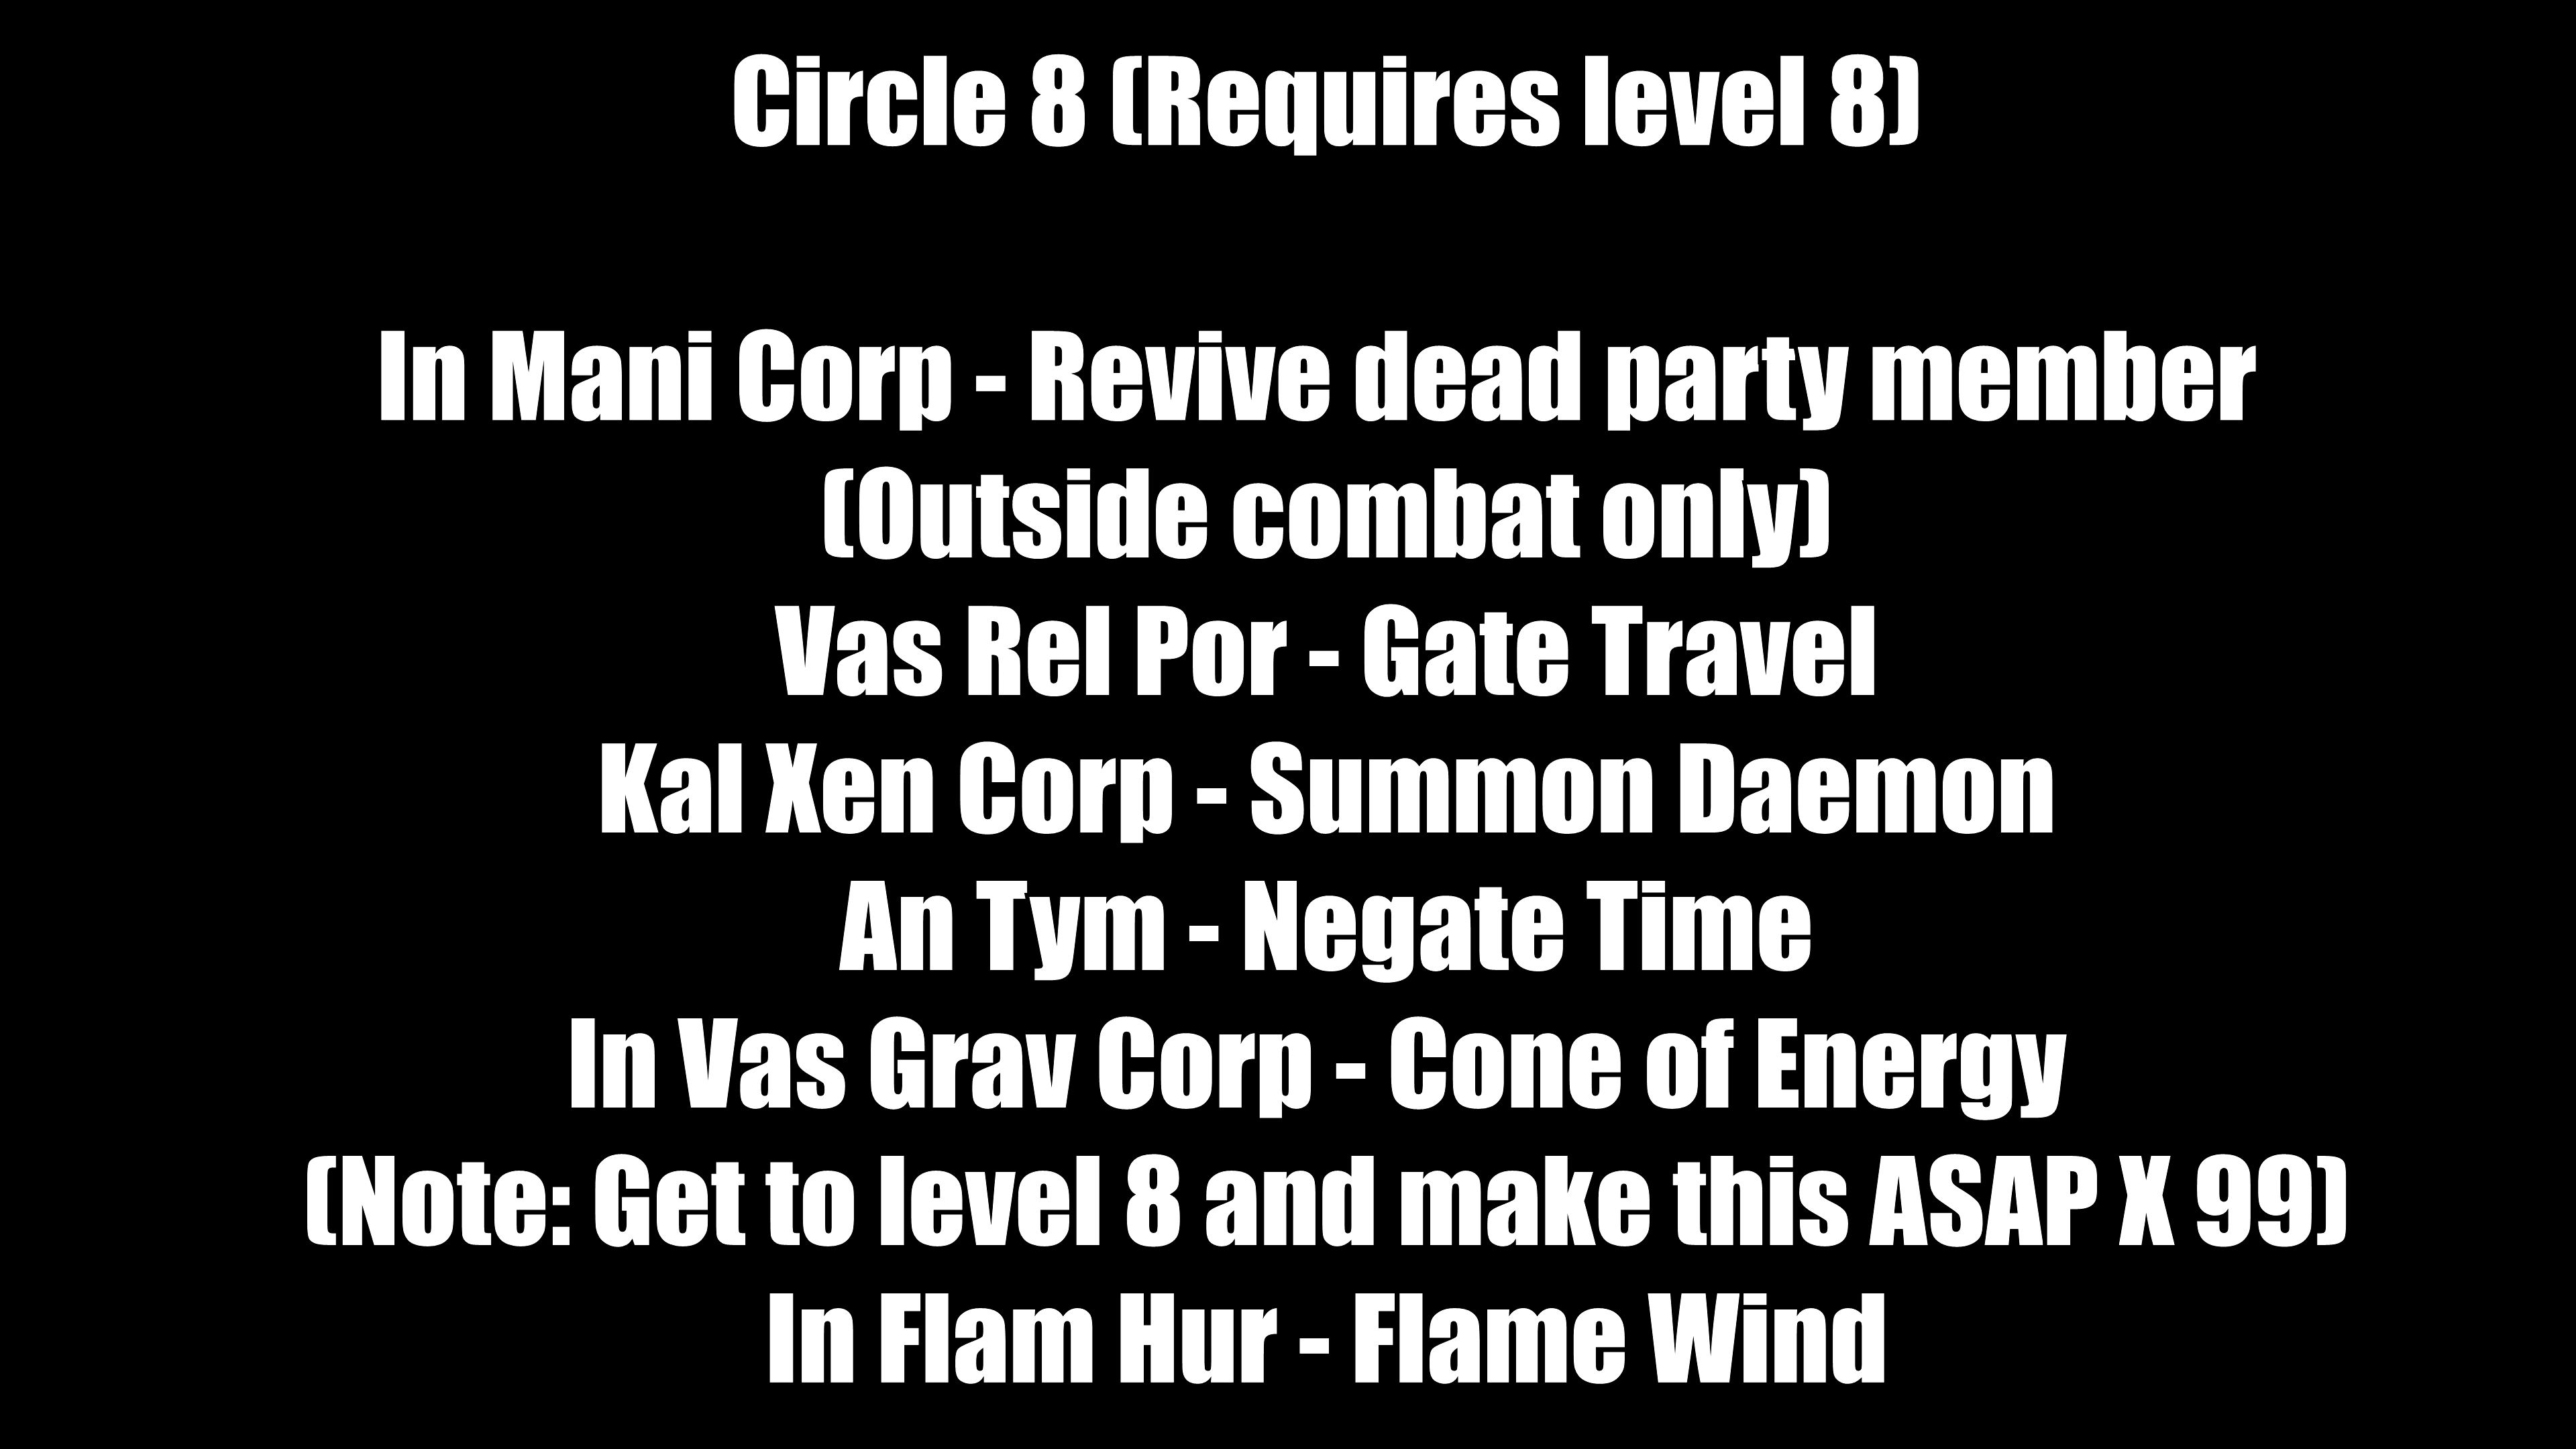 Circle 8 (Requires level 8)
In Mani Corp - Revive dead party member
(Outside combat only)
Vas Rel Por - Gate Travel
Kal Xen Corp - Summon Daemon
An Tym - Negate Time
In Vas Grav Corp - Cone of Energy
(Note: Get to level 8 and make this ASAP X 99)
In Flam Hur - Flame Wind